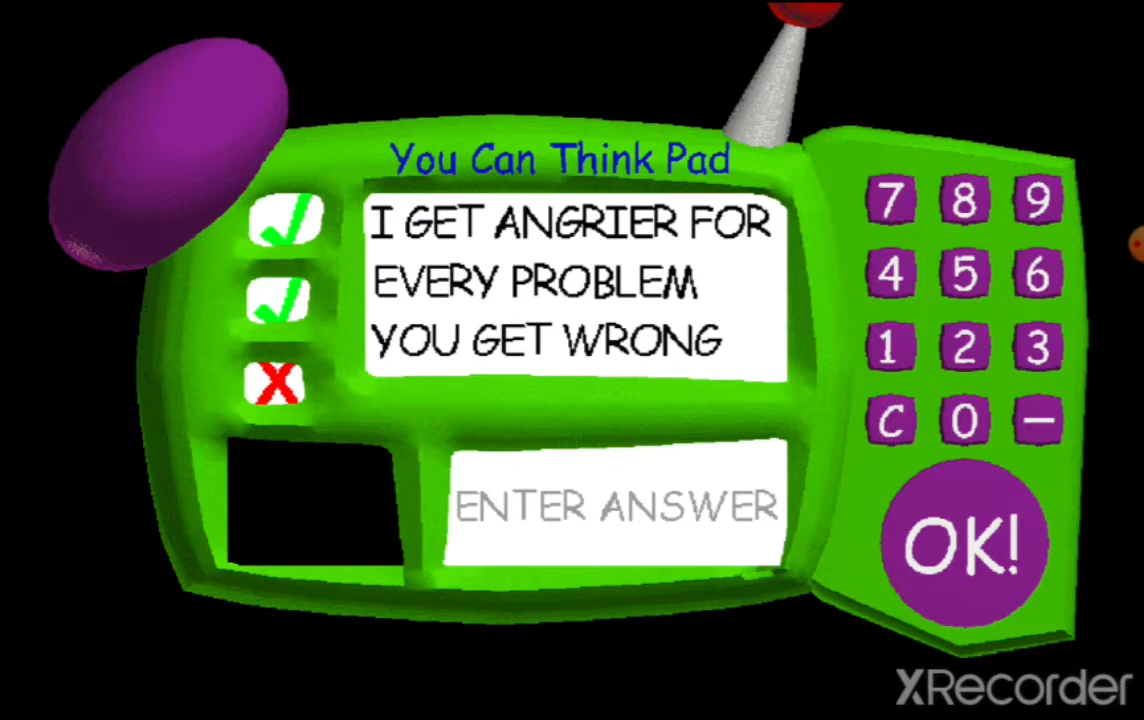 You Can Think Pad
I GET ANGRIER FOR
EVERY PROBLEM
YOU GET WRONG
ENTER ANSWER
7 8 9
4 5 6
1 2 3
C 0 −
OK!
XRecorder